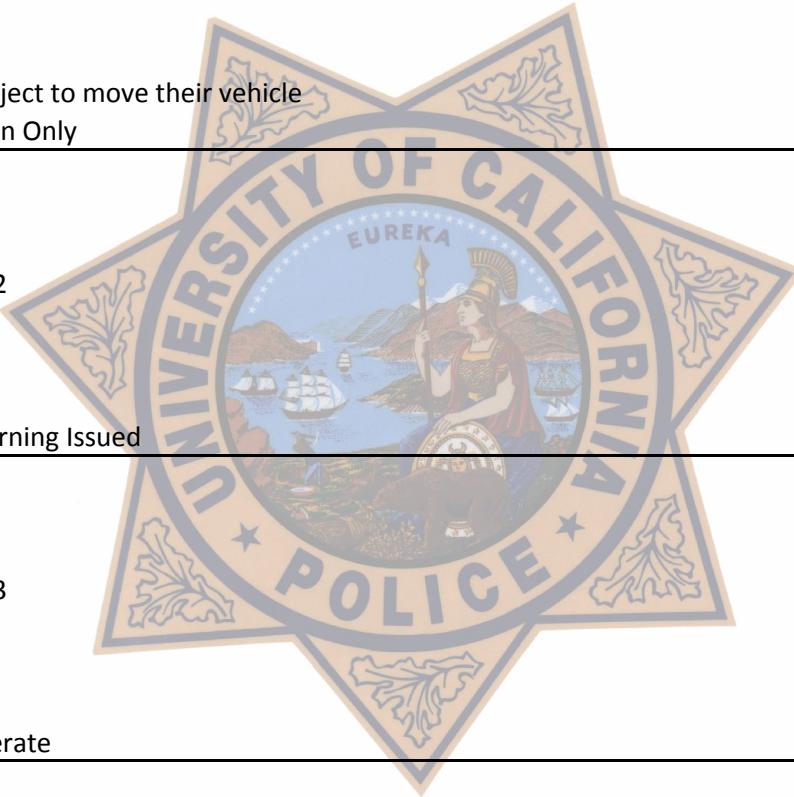 ject to move their vehicle
n Only
UNIVERSITY OF CALIFORNIA
EUREKA
2
rning Issued
3
POLICE
erate